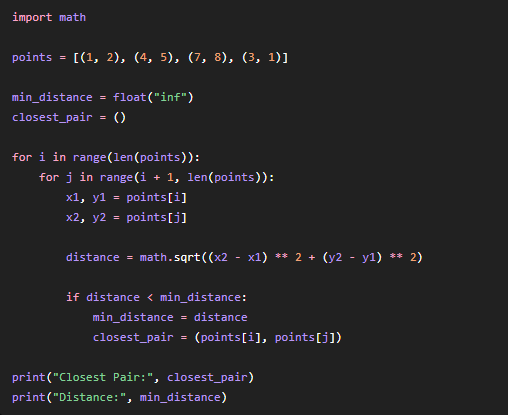 import math

points = [(1, 2), (4, 5), (7, 8), (3, 1)]

min_distance = float("inf")
closest_pair = ()

for i in range(len(points)):
    for j in range(i + 1, len(points)):
        x1, y1 = points[i]
        x2, y2 = points[j]

        distance = math.sqrt((x2 - x1) ** 2 + (y2 - y1) ** 2)

        if distance < min_distance:
            min_distance = distance
            closest_pair = (points[i], points[j])

print("Closest Pair:", closest_pair)
print("Distance:", min_distance)